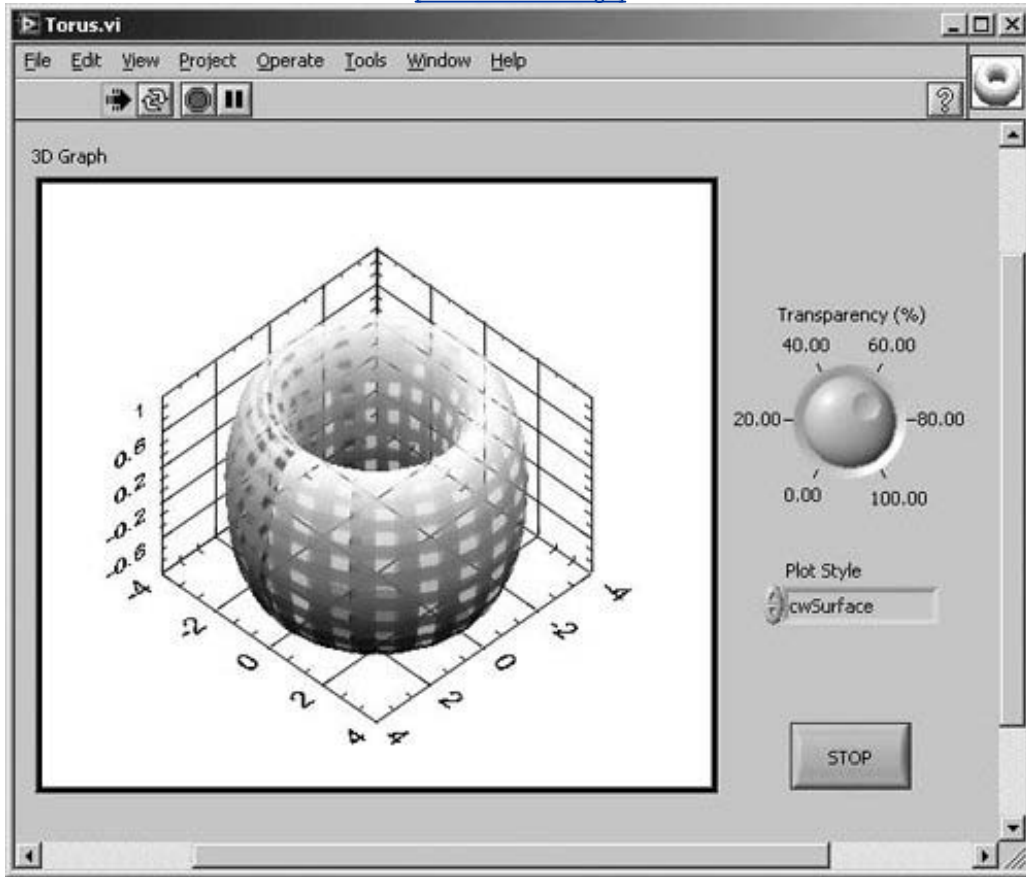 Torus.vi
File Edit View Project Operate Tools Window Help
3D Graph
1
0.6
0.2
-0.2
-0.6
-4
-2
0
2
4
4
2
0
-2
-4
Transparency (%)
40.00 60.00
20.00 80.00
0.00 100.00
Plot Style
cwSurface
STOP